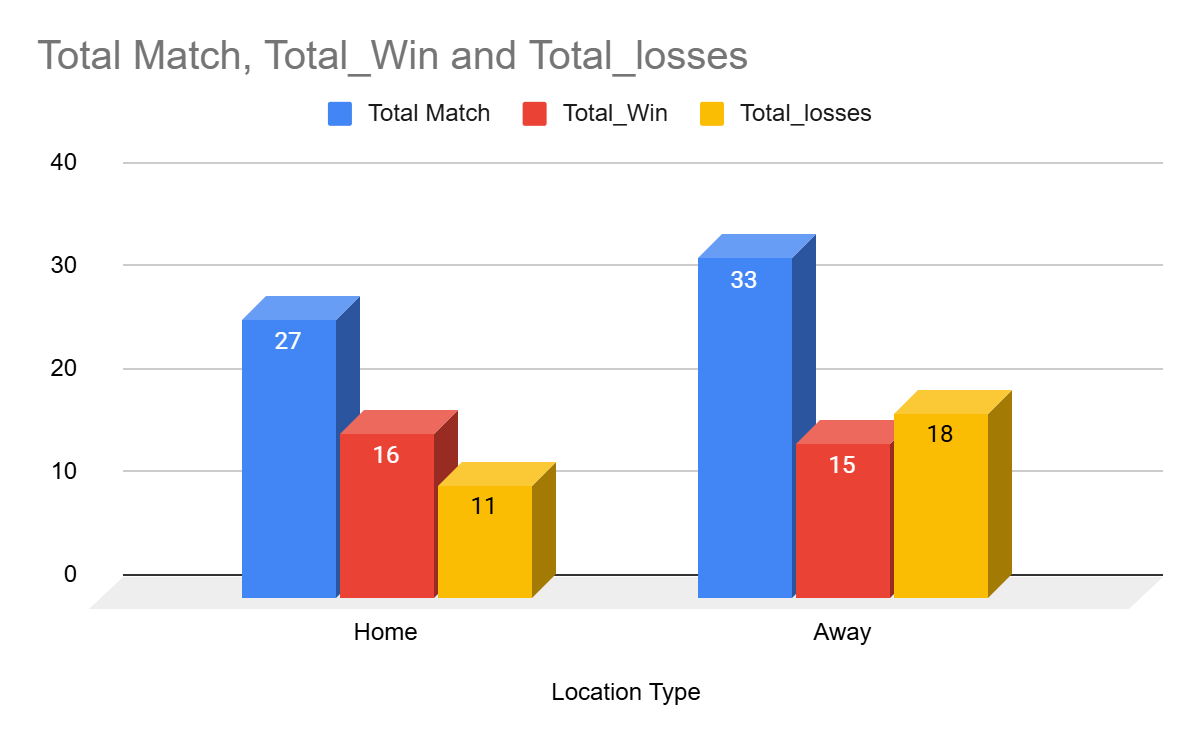 Total Match, Total_Win and Total_losses
Total Match Total_Win Total_losses
40
30
20
10
0
27
16
11
33
15
18
Home Away
Location Type